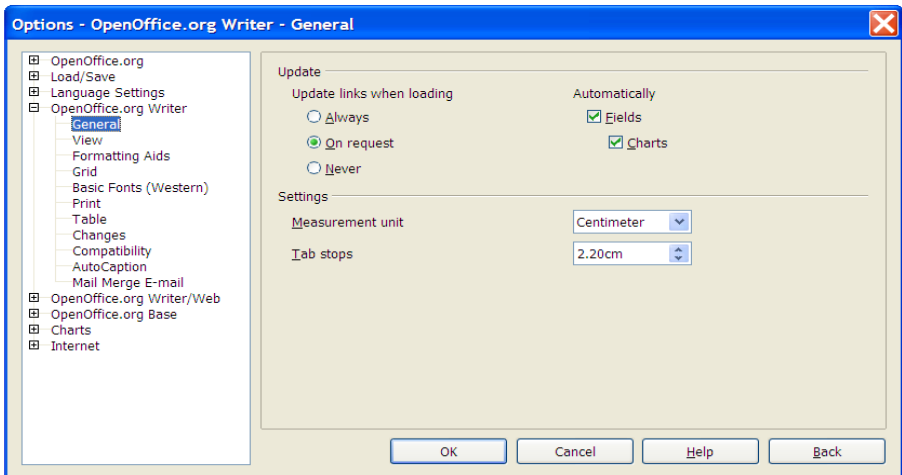 Options - OpenOffice.org Writer - General
OpenOffice.org
Load/Save
Language Settings
OpenOffice.org Writer
General
View
Formatting Aids
Grid
Basic Fonts (Western)
Print
Table
Changes
Compatibility
AutoCaption
Mail Merge E-mail
OpenOffice.org Writer/Web
OpenOffice.org Base
Charts
Internet
Update
Update links when loading
Always
On request
Never
Automatically
Fields
Charts
Settings
Measurement unit
Centimeter
Tab stops
2.20cm
OK
Cancel
Help
Back